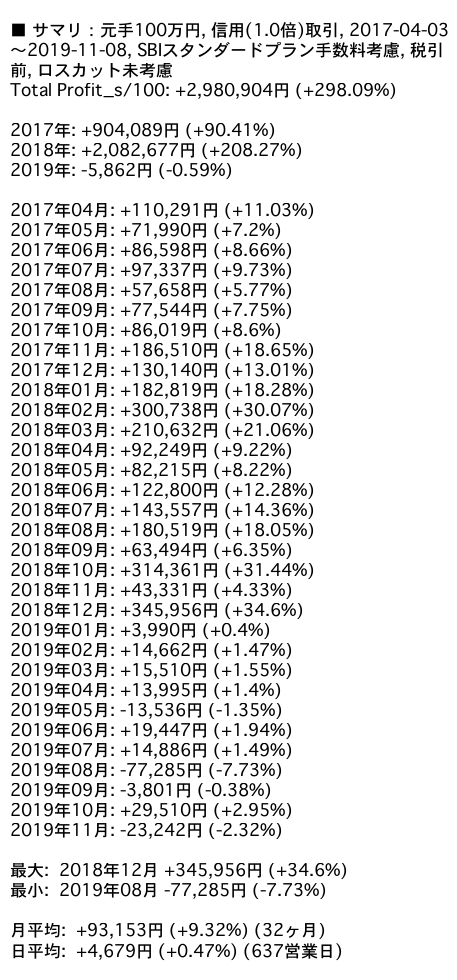 ■ サマリ：元手100万円, 信用(1.0倍)取引, 2017-04-03
～2019-11-08, SBIスタンダードプラン手数料考慮, 税引
前, ロスカット未考慮
Total Profit_s/100: +2,980,904円 (+298.09%)
2017年: +904,089円 (+90.41%)
2018年: +2,082,677円 (+208.27%)
2019年: -5,862円 (-0.59%)
2017年04月: +110,291円 (+11.03%)
2017年05月: +71,990円 (+7.2%)
2017年06月: +86,598円 (+8.66%)
2017年07月: +97,337円 (+9.73%)
2017年08月: +57,658円 (+5.77%)
2017年09月: +77,544円 (+7.75%)
2017年10月: +86,019円 (+8.6%)
2017年11月: +186,510円 (+18.65%)
2017年12月: +130,140円 (+13.01%)
2018年01月: +182,819円 (+18.28%)
2018年02月: +300,738円 (+30.07%)
2018年03月: +210,632円 (+21.06%)
2018年04月: +92,249円 (+9.22%)
2018年05月: +82,215円 (+8.22%)
2018年06月: +122,800円 (+12.28%)
2018年07月: +143,557円 (+14.36%)
2018年08月: +180,519円 (+18.05%)
2018年09月: +63,494円 (+6.35%)
2018年10月: +314,361円 (+31.44%)
2018年11月: +43,331円 (+4.33%)
2018年12月: +345,956円 (+34.6%)
2019年01月: +3,990円 (+0.4%)
2019年02月: +14,662円 (+1.47%)
2019年03月: +15,510円 (+1.55%)
2019年04月: +13,995円 (+1.4%)
2019年05月: -13,536円 (-1.35%)
2019年06月: +19,447円 (+1.94%)
2019年07月: +14,886円 (+1.49%)
2019年08月: -77,285円 (-7.73%)
2019年09月: -3,801円 (-0.38%)
2019年10月: +29,510円 (+2.95%)
2019年11月: -23,242円 (-2.32%)
最大: 2018年12月 +345,956円 (+34.6%)
最小: 2019年08月 -77,285円 (-7.73%)
月平均: +93,153円 (+9.32%) (32ヶ月)
日平均: +4,679円 (+0.47%) (637営業日)